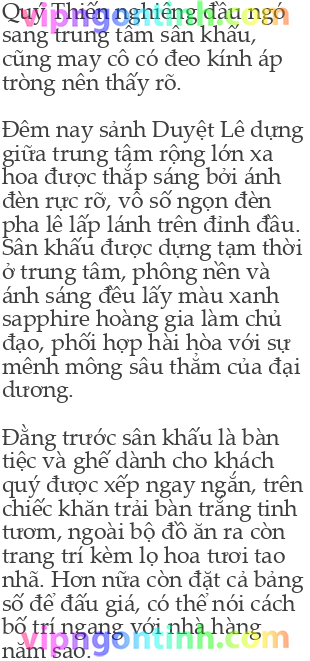 Quý Thiến nghiêng đầu ngó
vipngontinh.com
sang trung tâm sân khấu,
cũng may cô có đeo kính áp
tròng nên thấy rõ.
Đêm nay sảnh Duyệt Lê dựng
giữa trung tâm rộng lớn xa
hoa được thắp sáng bởi ánh
đèn rực rỡ, vô số ngọn đèn
pha lê lấp lánh trên đỉnh đầu.
Sân khấu được dựng tạm thời
ở trung tâm, phông nền và
ánh sáng đều lấy màu xanh
sapphire hoàng gia làm chủ
đạo, phối hợp hài hòa với sự
mênh mông sâu thẳm của đại
dương.
Đằng trước sân khấu là bàn
tiệc và ghế dành cho khách
quý được xếp ngay ngắn, trên
chiếc khăn trải bàn trắng tinh
tươm, ngoài bộ đồ ăn ra còn
trang trí kèm lọ hoa tươi tao
nhã. Hơn nữa còn đặt cả bảng
số để đấu giá, có thể nói cách
bố trí ngang với nhà hàng
vipngontinh.com
năm sao.